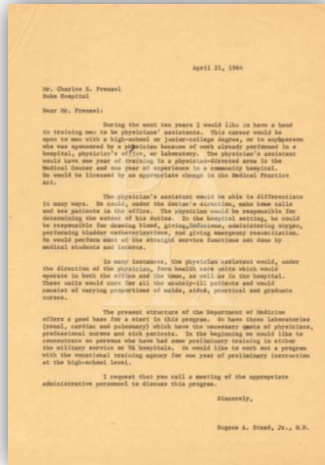 April 21, 1964
Mr. Charles H. Frenzel
Duke Hospital
Dear Mr. Frenzel:
During the next ten years I would like to have a hand
in training men to be physicians' assistants. This career would be
open to men with a high-school or junior-college degree, or to anyone
who was sponsored by a physician because of work already performed in a
hospital, physician's office, or laboratory. The physician's assistant
would have one year of training in a physician-directed area in the
Medical Center and one year of experience in a community hospital.
He would be licensed by an appropriate change in the Medical Practice
Act.
The physician's assistant would be able to differentiate
in many ways. He could, under the doctor's direction, make home calls
and see patients in the office. The physician would be responsible for
determining the extent of his duties. In the hospital setting, he could
be responsible for drawing blood, giving infusions, administering oxygen,
performing bladder catheterizations, and giving emergency resuscitation.
He would perform most of the straight service functions not done by
medical students and interns.
In many instances, the physician assistant would, under
the direction of the physician, form health care units which would
operate in both the office and the home, as well as in the hospital.
These units would care for all the acutely-ill patients and would
consist of varying proportions of aides, practical and graduate
nurses.
The present structure of the Department of Medicine
offers a good base for a start in this program. We have three laboratories
(renal, cardiac and pulmonary) which have the necessary of physicians,
professional nurses and sick patients. In the beginning we would like to
concentrate on persons who have had some preliminary training in either
the military service or VA hospitals. We would like to work out a program
with the vocational training agency for one year of preliminary instruction
at the high-school level.
I request that you call a meeting of the appropriate
administrative personnel to discuss this program.
Sincerely,
Eugene A. Stead, Jr., M.D.